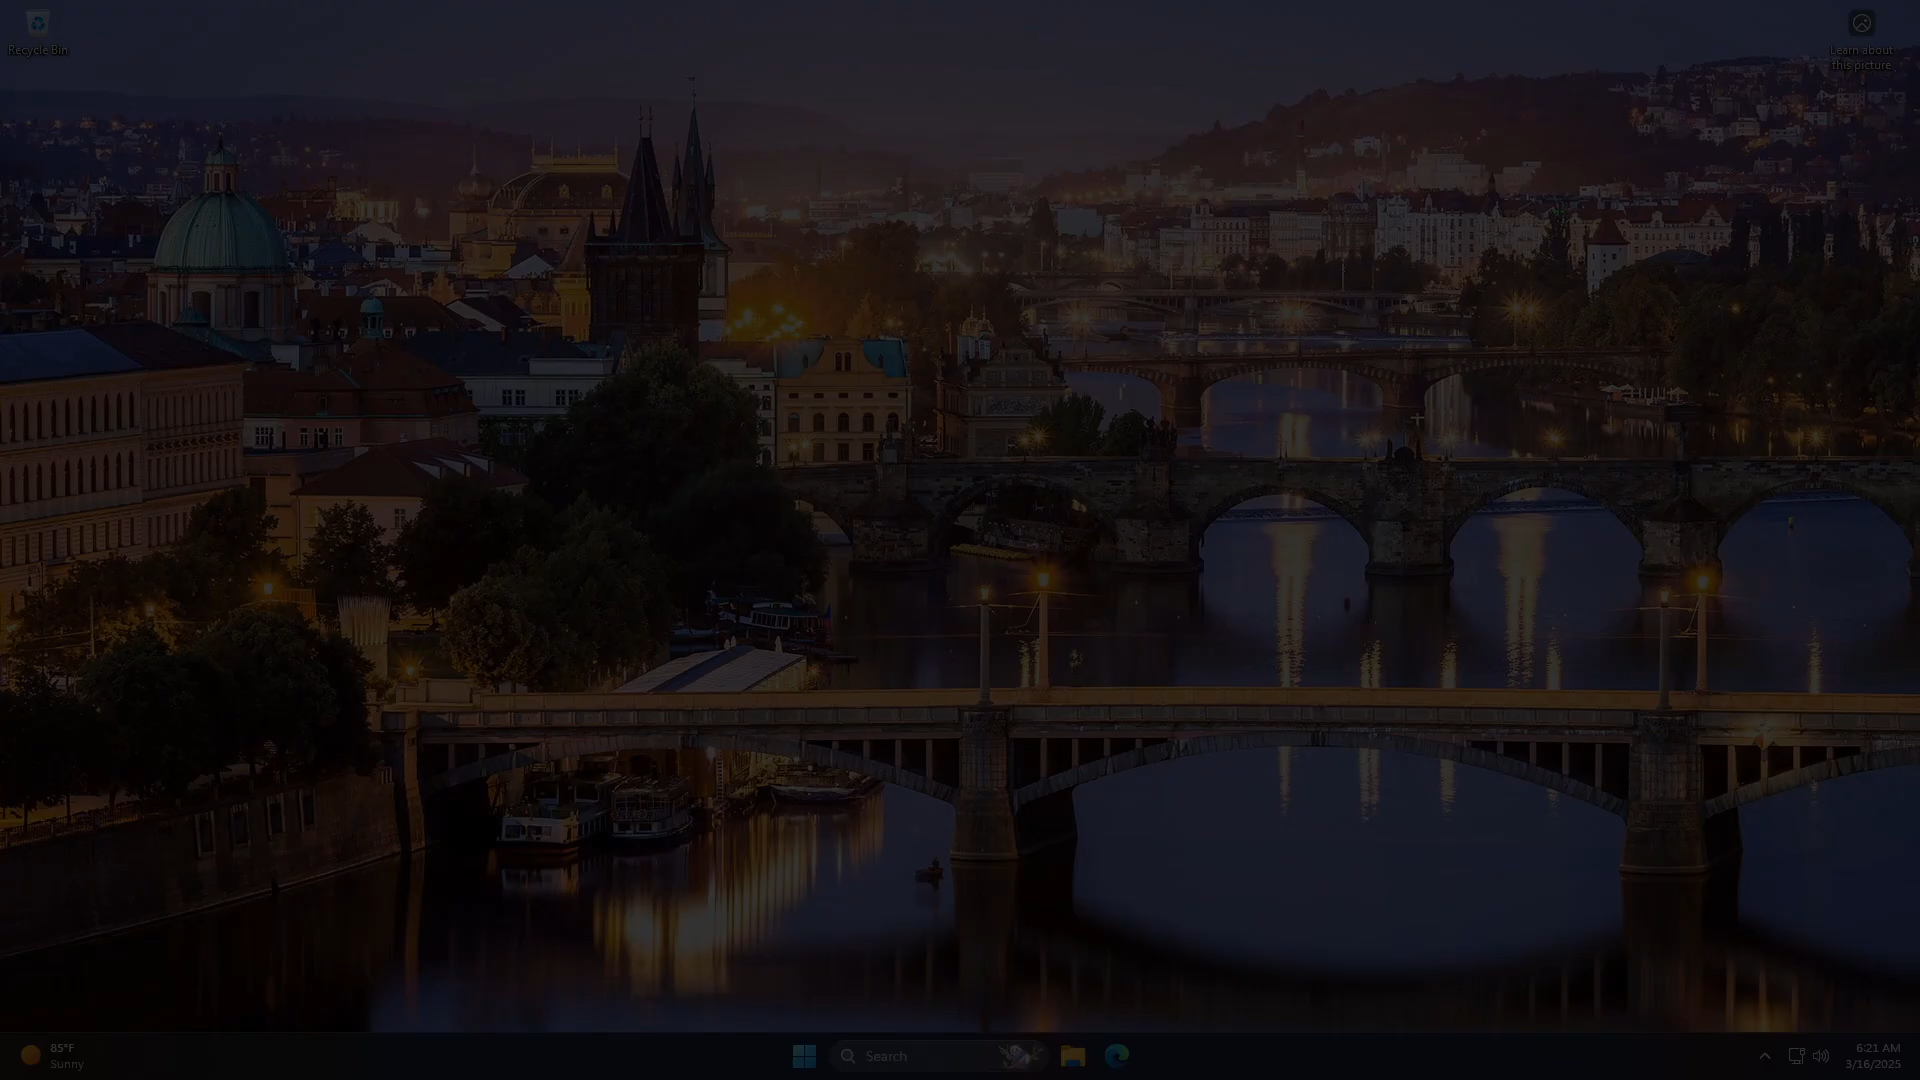 Recycle Bin
Learn about
this picture
85°F
Sunny
Search
6:21 AM
3/16/2025